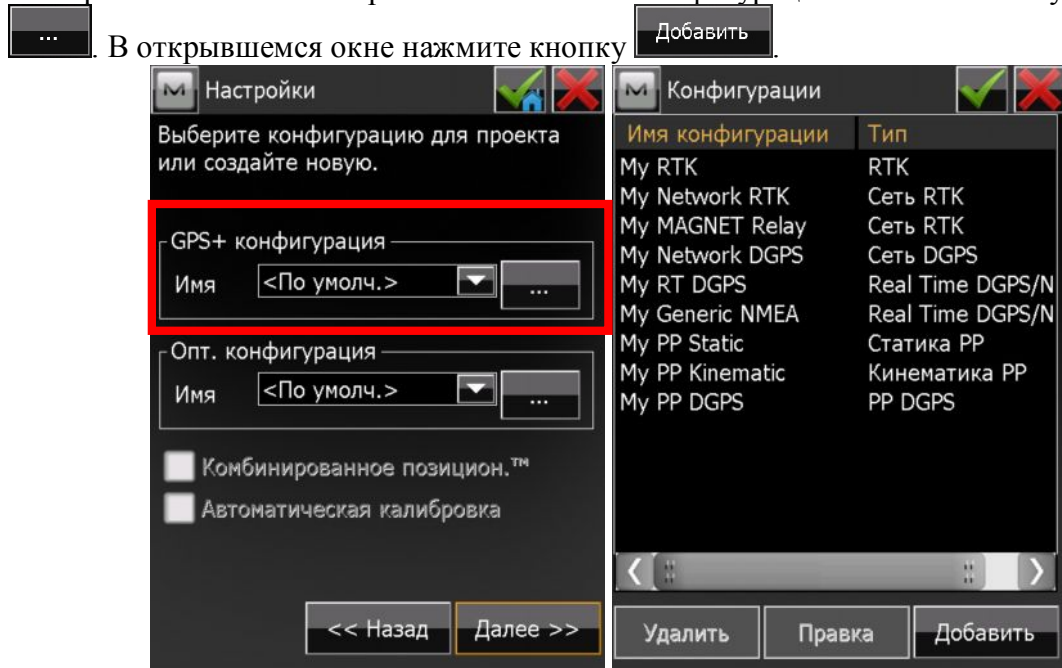 ...
. В открывшемся окне нажмите кнопку Добавить.
Настройки
Выберите конфигурацию для проекта
или создайте новую.
GPS+ конфигурация
Имя <По умолч.> ...
Опт. конфигурация
Имя <По умолч.> ...
Комбинированное позицион.™
Автоматическая калибровка
<< Назад Далее >>
Конфигурации
Имя конфигурации Тип
My RTK RTK
My Network RTK Сеть RTK
My MAGNET Relay Сеть RTK
My Network DGPS Сеть DGPS
My RT DGPS Real Time DGPS/N
My Generic NMEA Real Time DGPS/N
My PP Static Статика PP
My PP Kinematic Кинематика PP
My PP DGPS PP DGPS
Удалить Правка Добавить